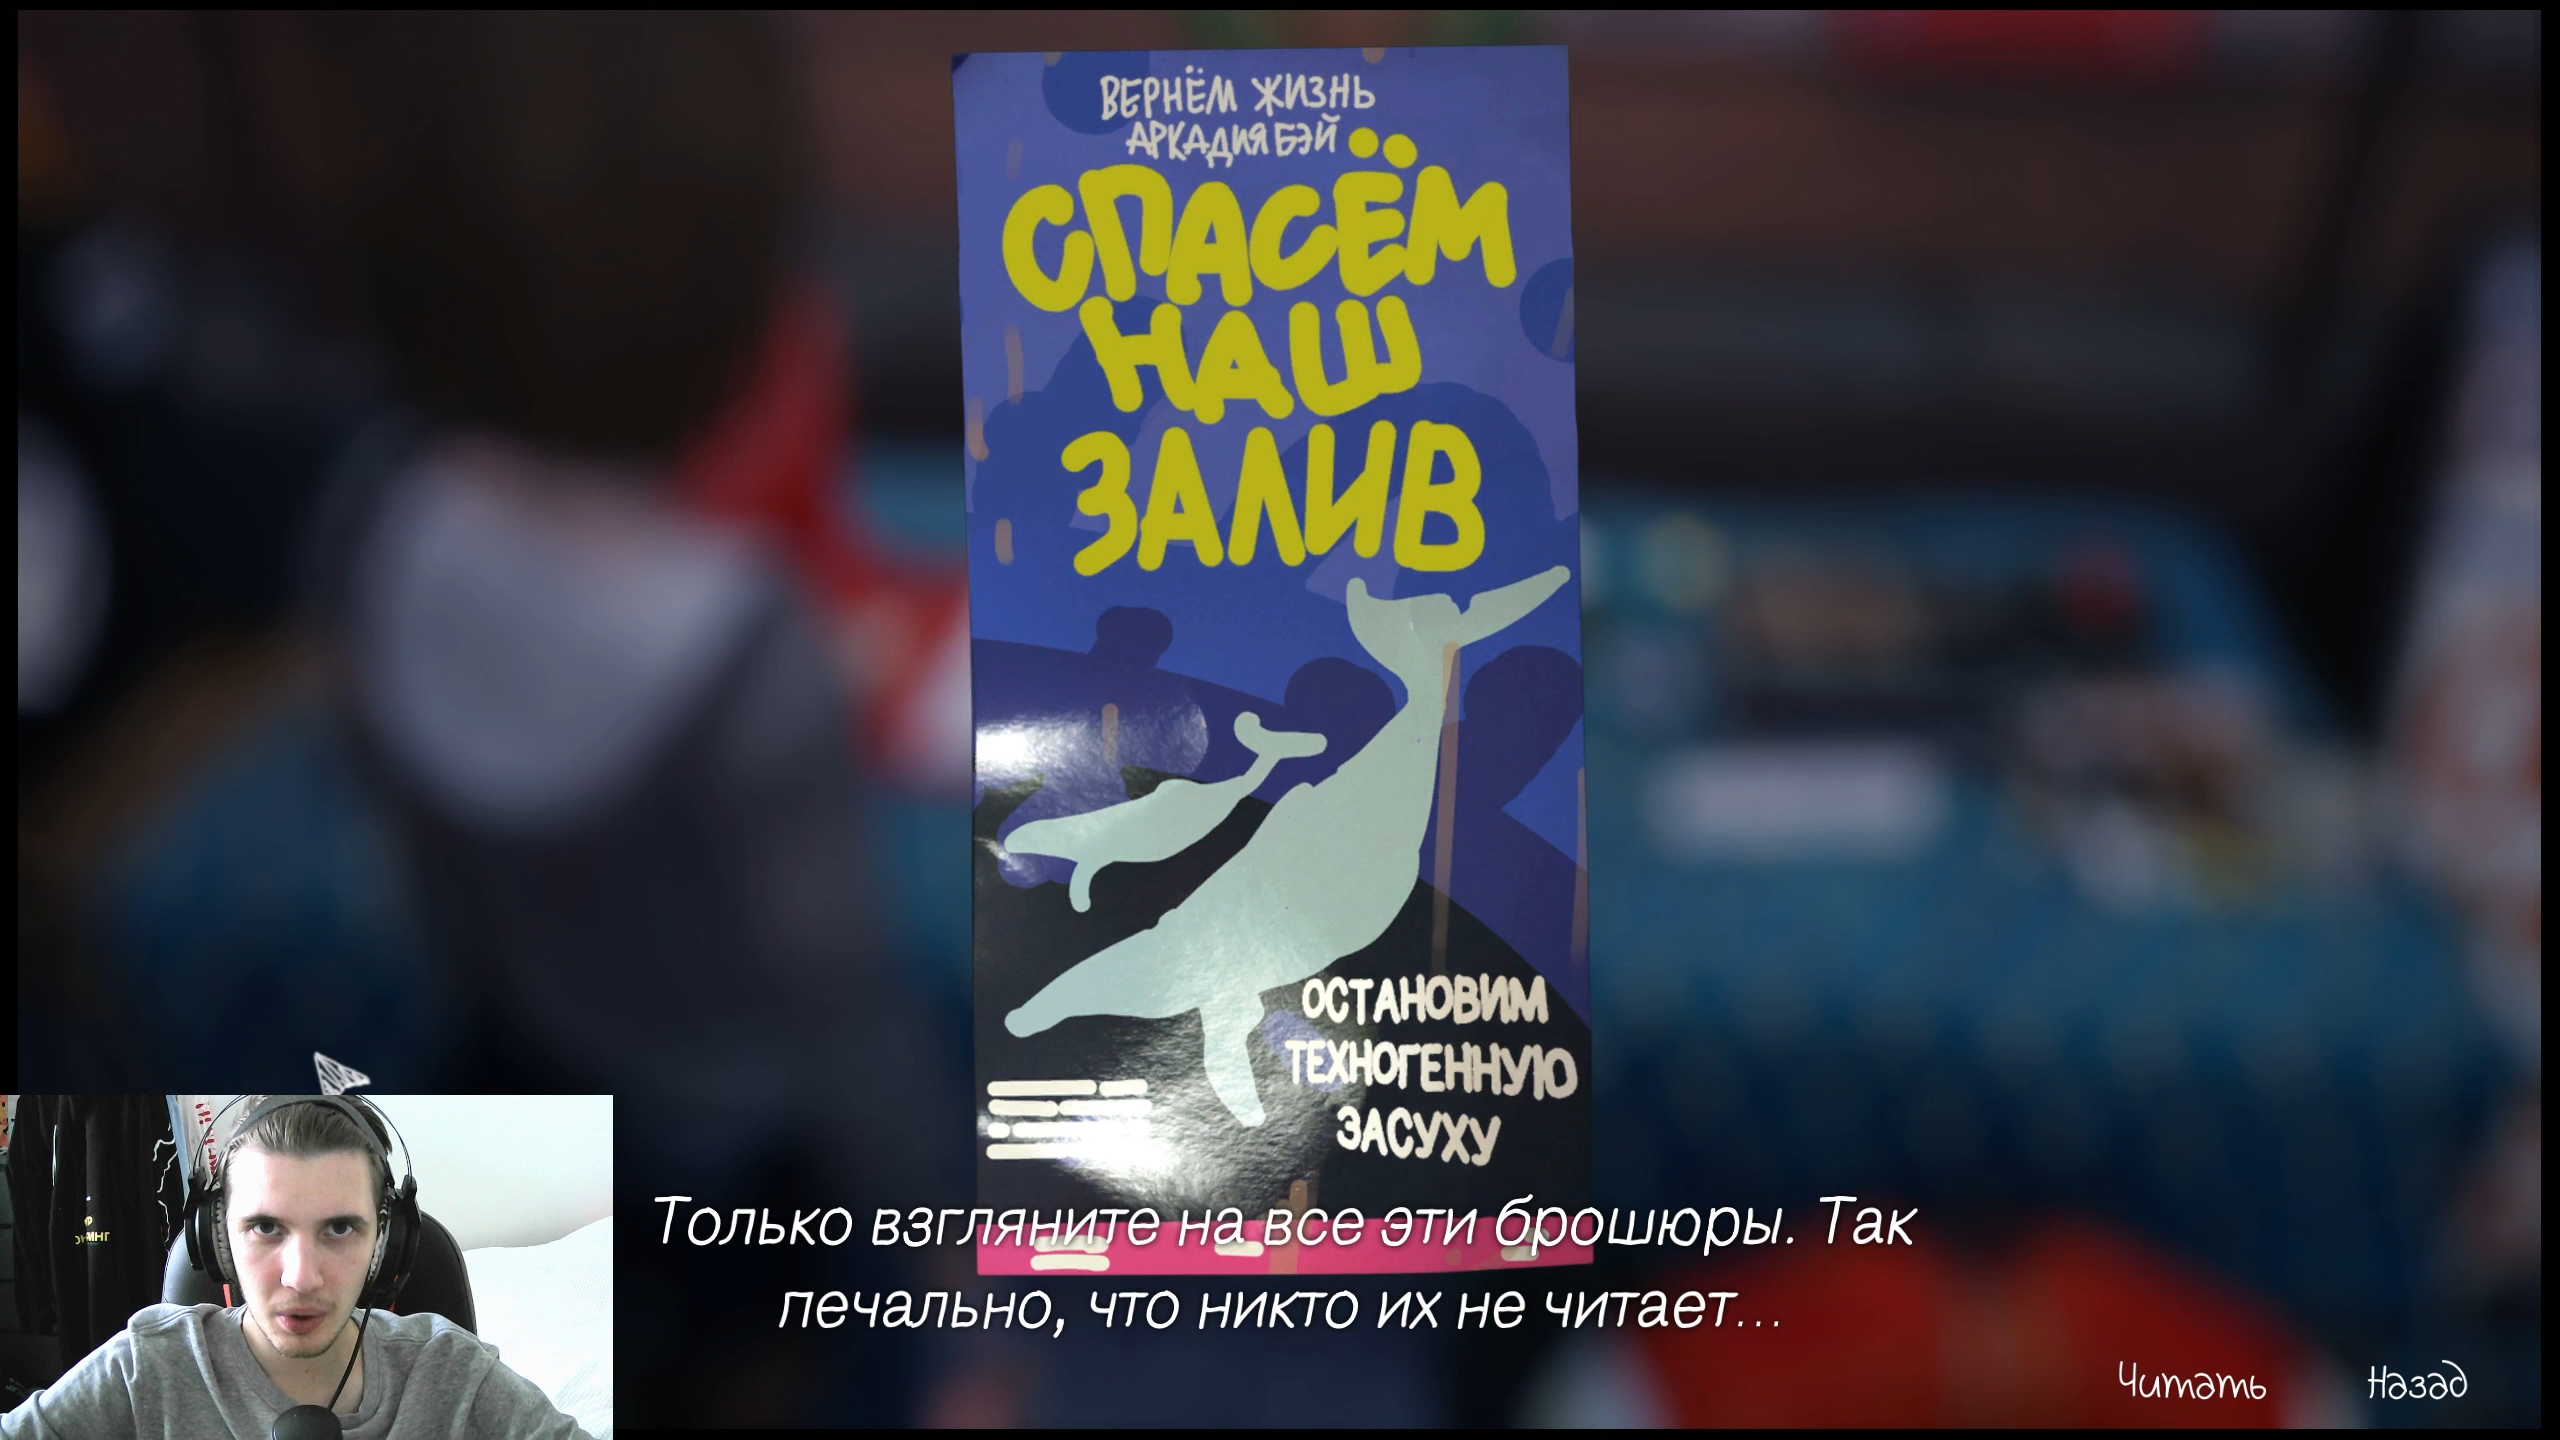 ВЕРНЁМ ЖИЗНЬ
АРКАДИЯ БЭЙ
СПАСЁМ
НАШ
ЗАЛИВ
ОСТАНОВИМ
ТЕХНОГЕННУЮ
ЗАСУХУ
Только взгляните на все эти брошюры. Так
печально, что никто их не читает...
Читать Назад